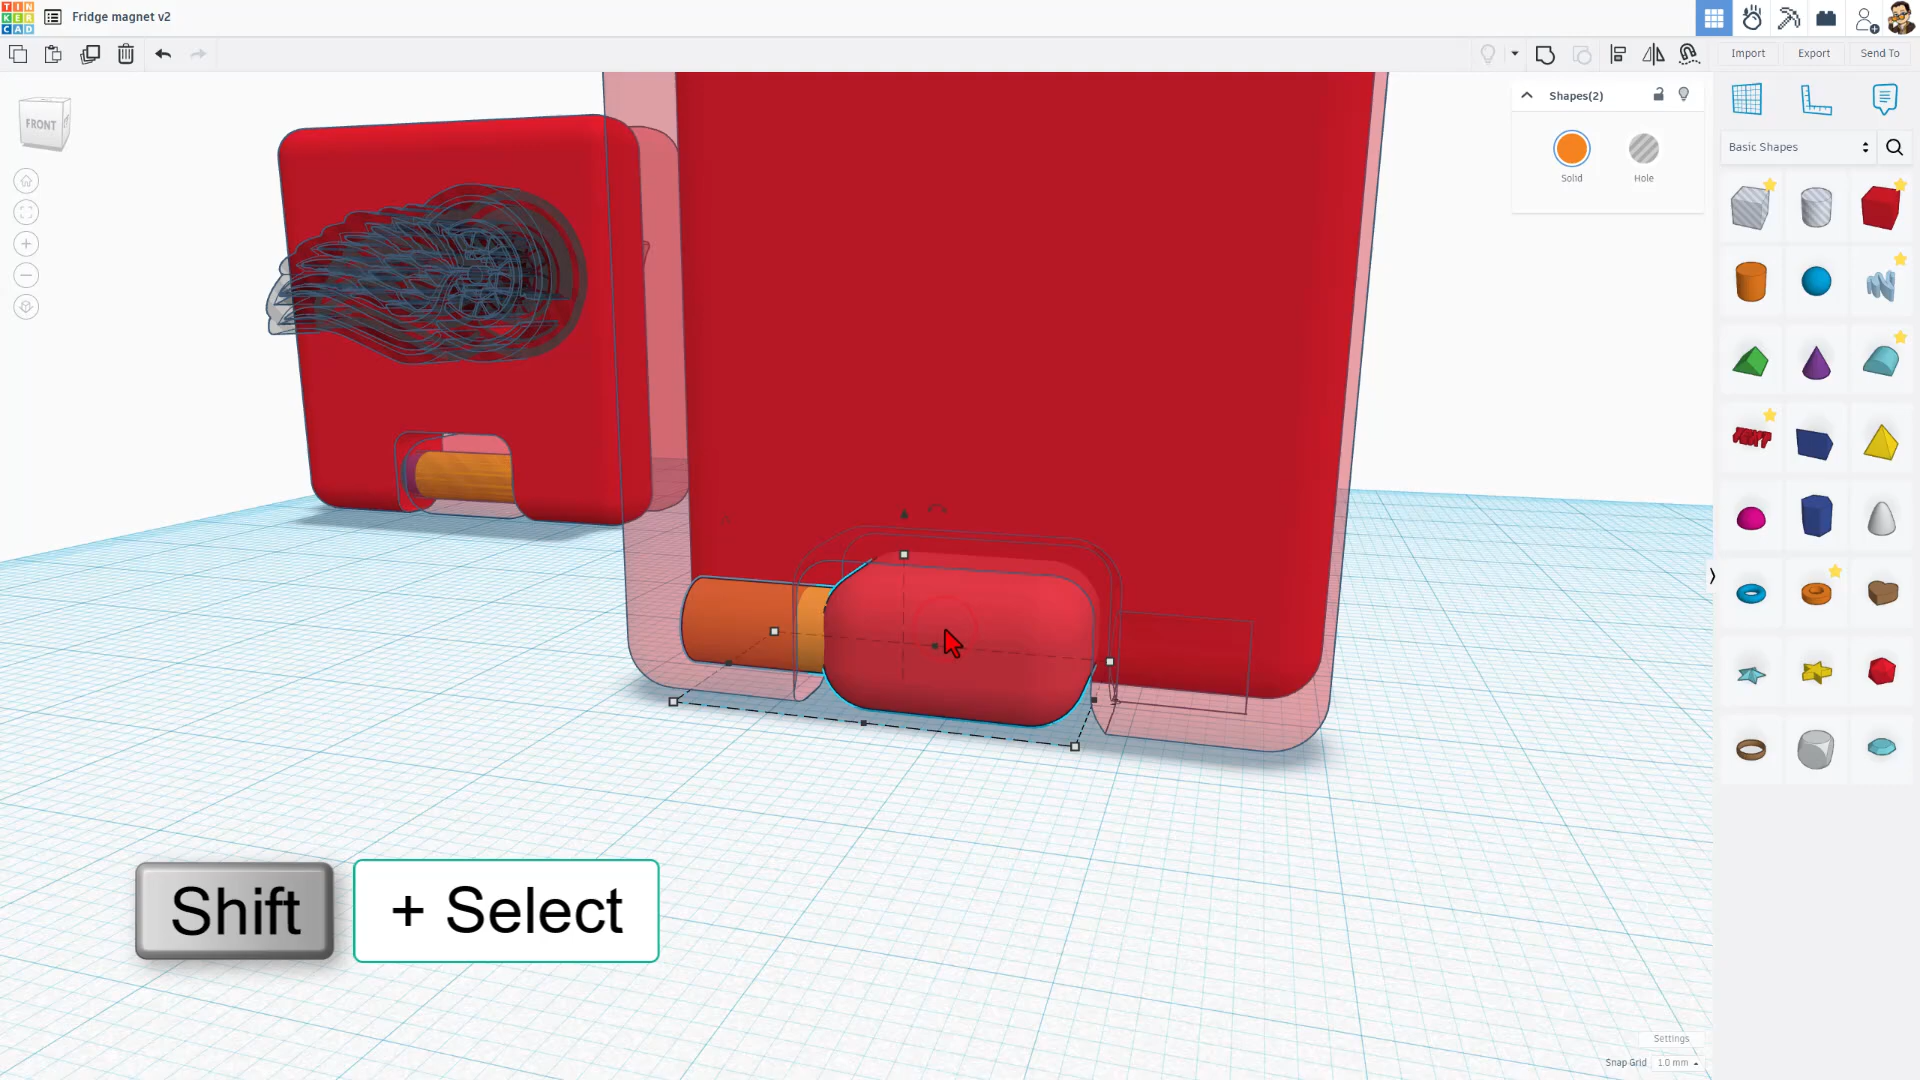 TIN
KER
CAD
Fridge magnet v2
Import
Export
Send To
FRONT
Shapes(2)
Solid
Hole
Basic Shapes
TEXT
Shift
+ Select
Settings
Snap Grid 1.0 mm